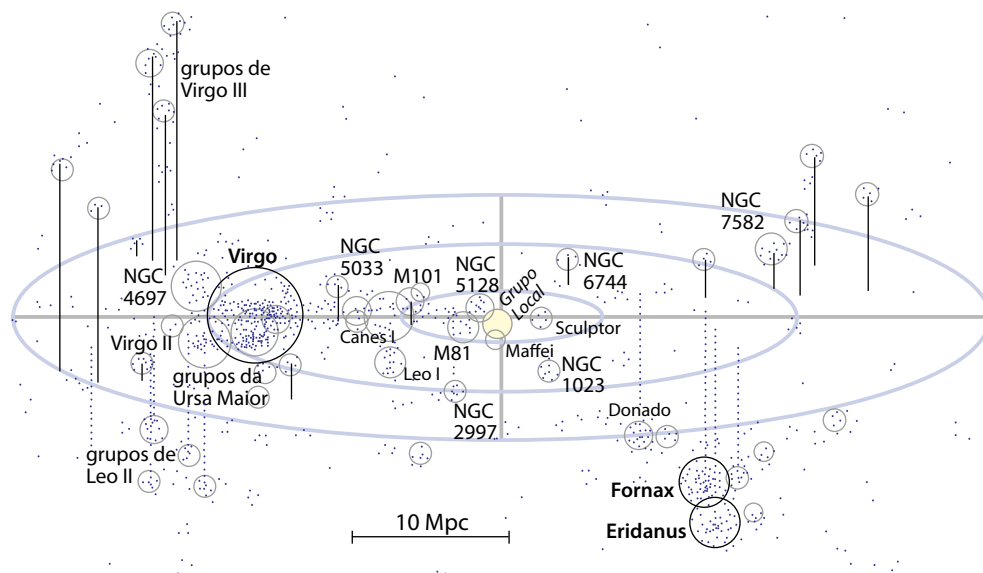 grupos de
Virgo III
NGC
7582
NGC
5033
Virgo
M101
NGC
5128
Grupo
Local
NGC
6744
NGC
4697
Canes I
Sculptor
Virgo II
M81
Maffei
Leo I
NGC
1023
grupos da
Ursa Maior
NGC
2997
Donado
grupos de
Leo II
Fornax
Eridanus
10 Mpc